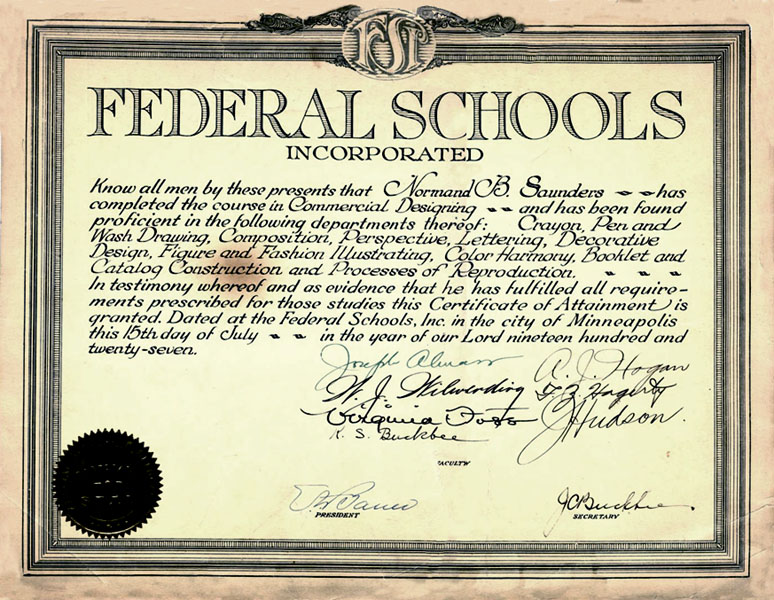 FSI
FEDERAL SCHOOLS
INCORPORATED
Know all men by these presents that Normand B. Saunders has
completed the course in Commercial Designing and has been found
proficient in the following departments thereof: Crayon, Pen and
Wash Drawing, Composition, Perspective, Lettering, Decorative
Design, Figure and Fashion Illustrating, Color Harmony, Booklet and
Catalog Construction and Processes of Reproduction.
In testimony whereof and as evidence that he has fulfilled all require-
ments prescribed for those studies this Certificate of Attainment is
granted. Dated at the Federal Schools, Inc. in the city of Minneapolis
this 15th day of July in the year of our Lord nineteen hundred and
twenty-seven.
Joseph A. J. Hogan
W. J. Wilwerding Hagerty
Virginia Foss Hudson.
K. S. Buckbee
FACULTY
JCBuckbee.
PRESIDENT SECRETARY